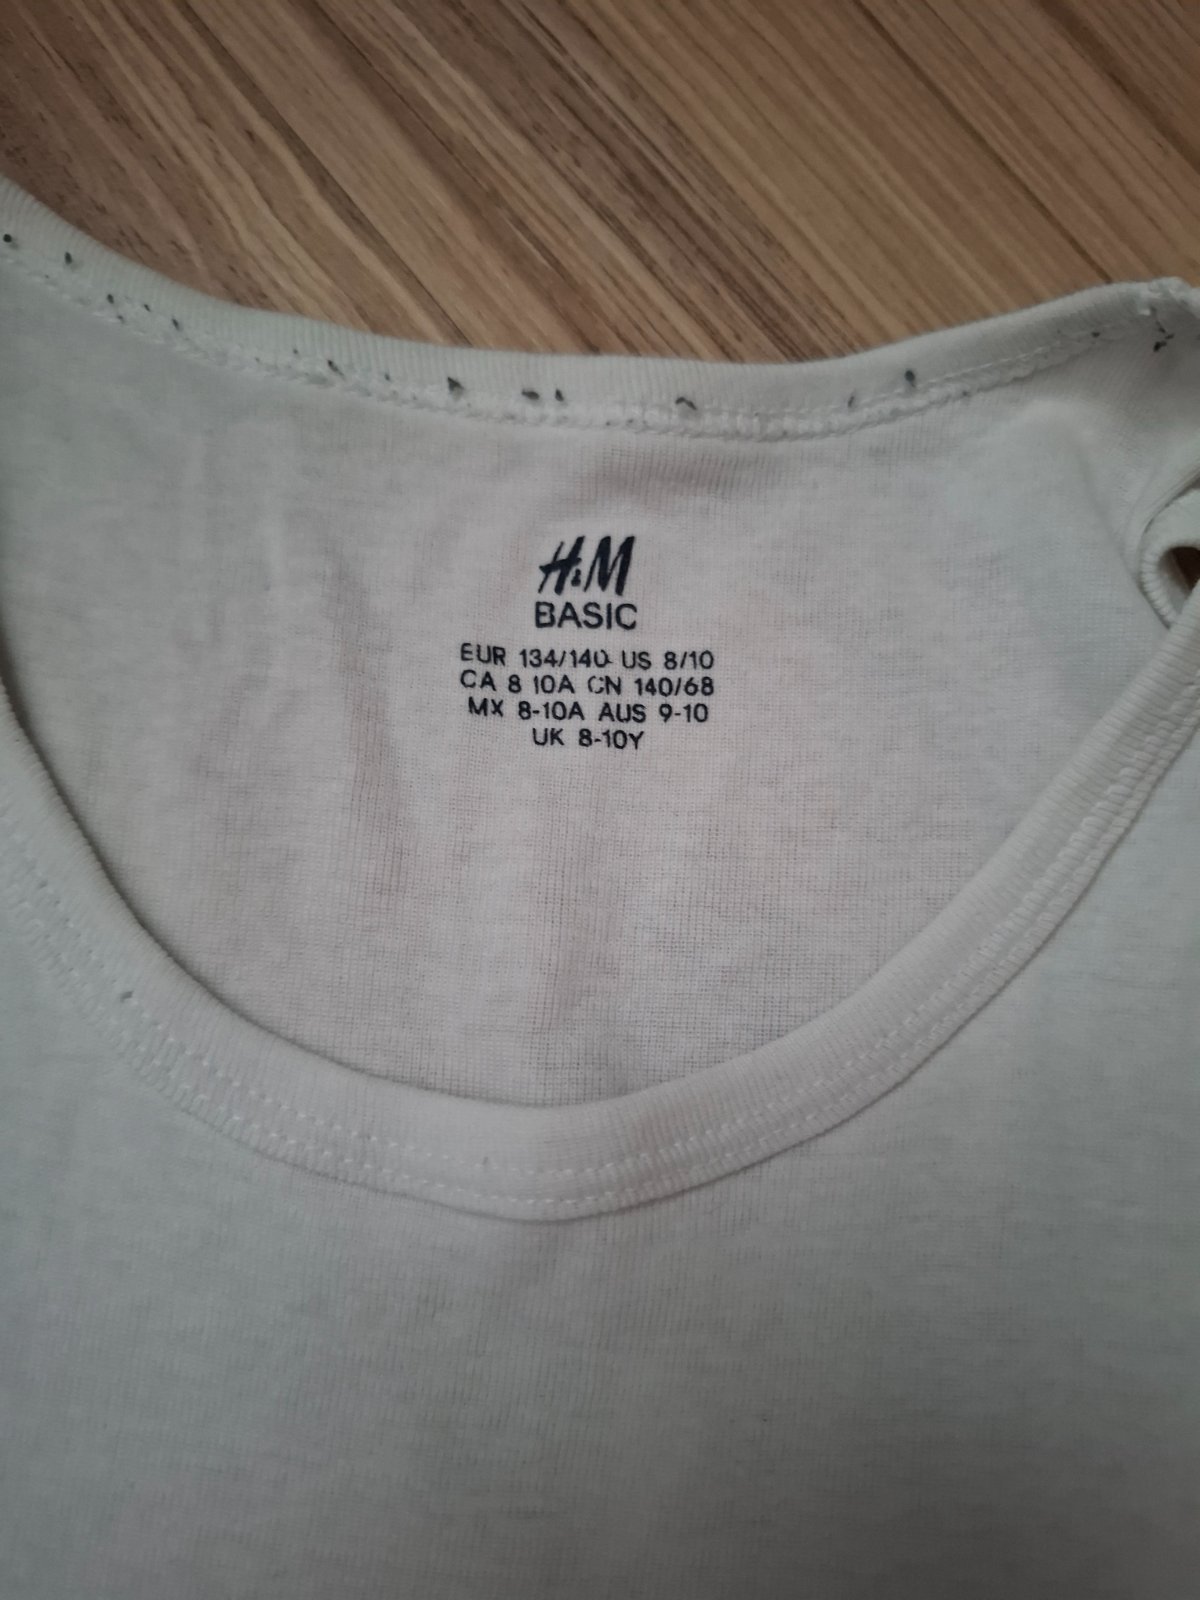 H&M
BASIC
EUR 134/140 US 8/10
CA 8 10A CN 140/68
MX 8-10A AUS 9-10
UK 8-10Y